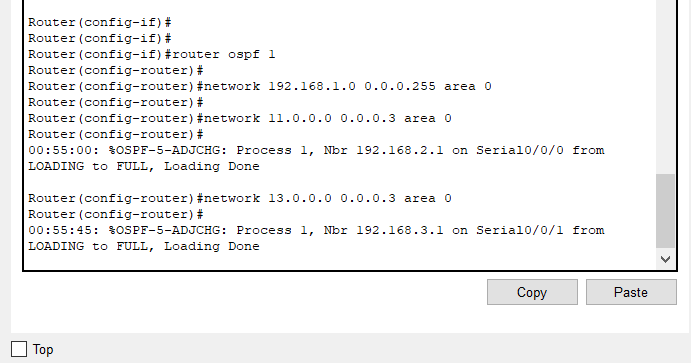 Router(config-if)#
Router(config-if)#
Router(config-if)#router ospf 1
Router(config-router)#
Router(config-router)#network 192.168.1.0 0.0.0.255 area 0
Router(config-router)#
Router(config-router)#network 11.0.0.0 0.0.0.3 area 0
Router(config-router)#
00:55:00: %OSPF-5-ADJCHG: Process 1, Nbr 192.168.2.1 on Serial0/0/0 from
LOADING to FULL, Loading Done
Router(config-router)#network 13.0.0.0 0.0.0.3 area 0
Router(config-router)#
00:55:45: %OSPF-5-ADJCHG: Process 1, Nbr 192.168.3.1 on Serial0/0/1 from
LOADING to FULL, Loading Done
Copy Paste
Top